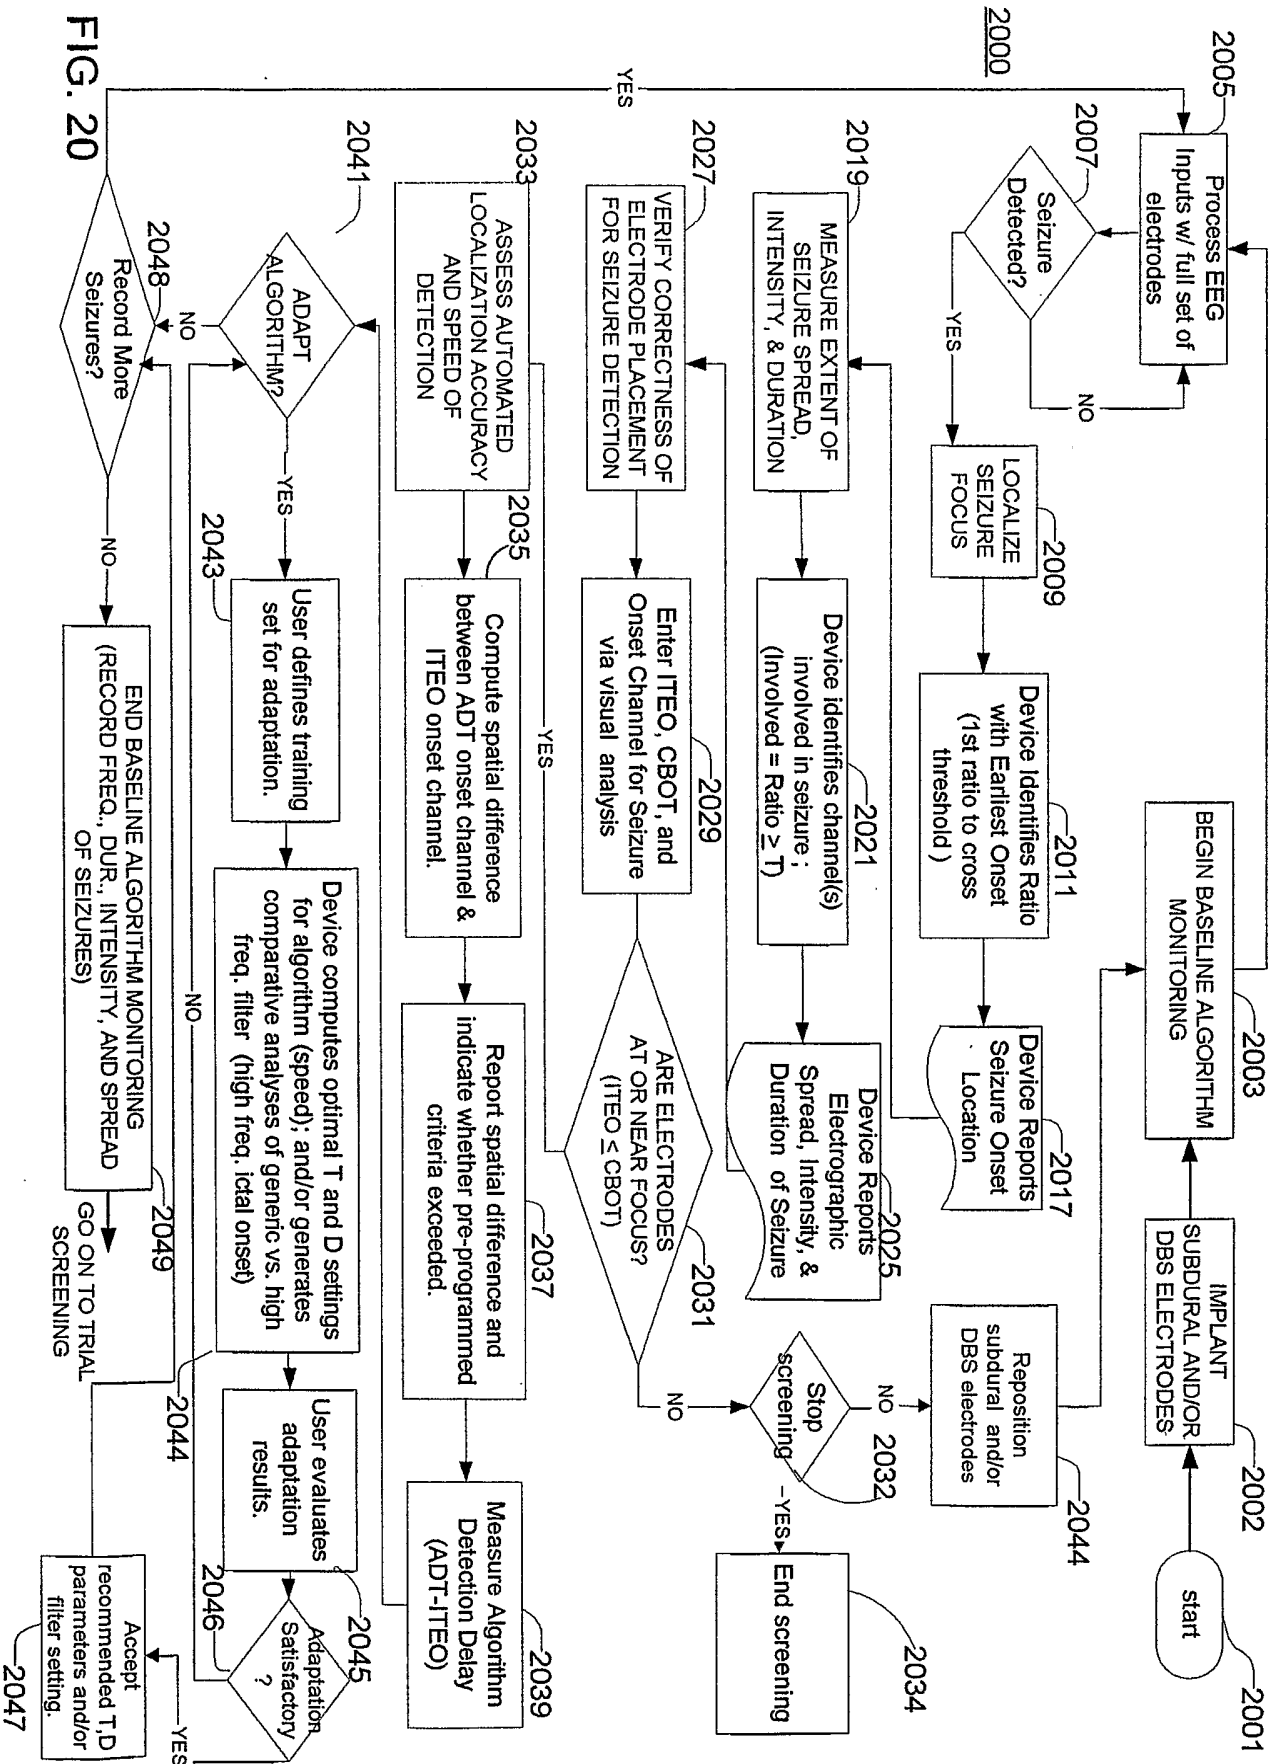 2000
start
2001
IMPLANT
SUBDURAL AND/OR
DBS ELECTRODES
2002
BEGIN BASELINE ALGORITHM
MONITORING
2003
2005
Process EEG
Inputs w/ full set of
electrodes
2007
Seizure
Detected?
NO
YES
LOCALIZE
SEIZURE
FOCUS
2009
Device Identifies Ratio
with Earliest Onset
(1st ratio to cross
threshold )
2011
Device Reports
Seizure Onset
Location
2017
2019
MEASURE EXTENT OF
SEIZURE SPREAD,
INTENSITY, & DURATION
Device identifies channel(s)
involved in seizure ;
(Involved = Ratio ≥ T)
2021
Device Reports
Electrographic
Spread, Intensity, &
Duration of Seizure
2025
Reposition
subdural and/or
DBS electrodes
2044
NO
Stop
screening
2032
YES
End screening
2034
2027
VERIFY CORRECTNESS OF
ELECTRODE PLACEMENT
FOR SEIZURE DETECTION
Enter ITEO, CBOT, and
Onset Channel for Seizure
via visual analysis
2029
ARE ELECTRODES
AT OR NEAR FOCUS?
(ITEO ≤ CBOT)
2031
NO
YES
2033
ASSESS AUTOMATED
LOCALIZATION ACCURACY
AND SPEED OF
DETECTION
2035
Compute spatial difference
between ADT onset channel &
ITEO onset channel.
Report spatial difference and
indicate whether pre-programmed
criteria exceeded.
2037
Measure Algorithm
Detection Delay
(ADT-ITEO)
2039
2041
ADAPT
ALGORITHM?
YES
NO
User defines training
set for adaptation.
2043
Device computes optimal T and D settings
for algorithm (speed); and/or generates
comparative analyses of generic vs. high
freq. filter (high freq. ictal onset)
2044
User evaluates
adaptation
results.
2045
Adaptation
Satisfactory
?
2046
NO
YES
Accept
recommended T,D
parameters and/or
filter setting.
2047
2048
Record More
Seizures?
YES
NO
END BASELINE ALGORITHM MONITORING
(RECORD FREQ., DUR., INTENSITY, AND SPREAD
OF SEIZURES)
2049
GO ON TO TRIAL
SCREENING
FIG. 20